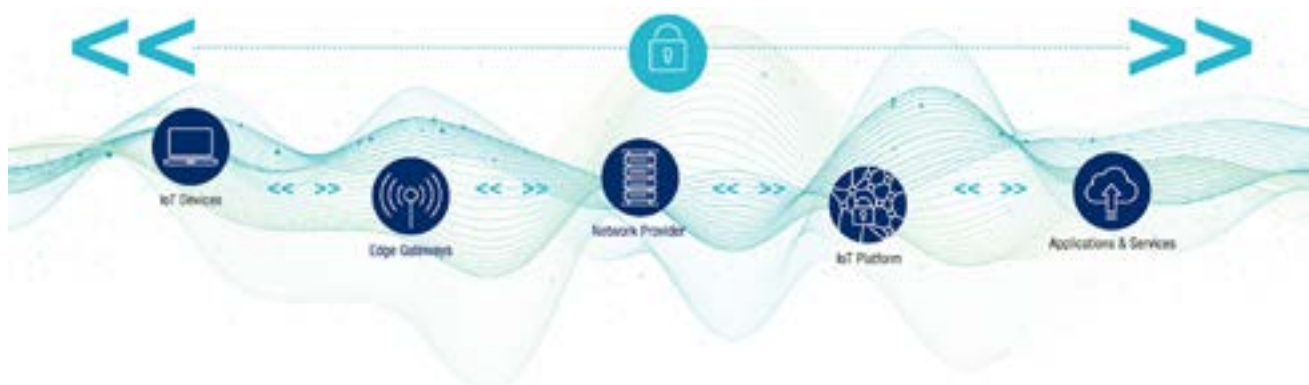 << >>
IoT Devices
<< >>
Edge Gateways
<< >>
Network Provider
<< >>
IoT Platform
<< >>
Applications & Services